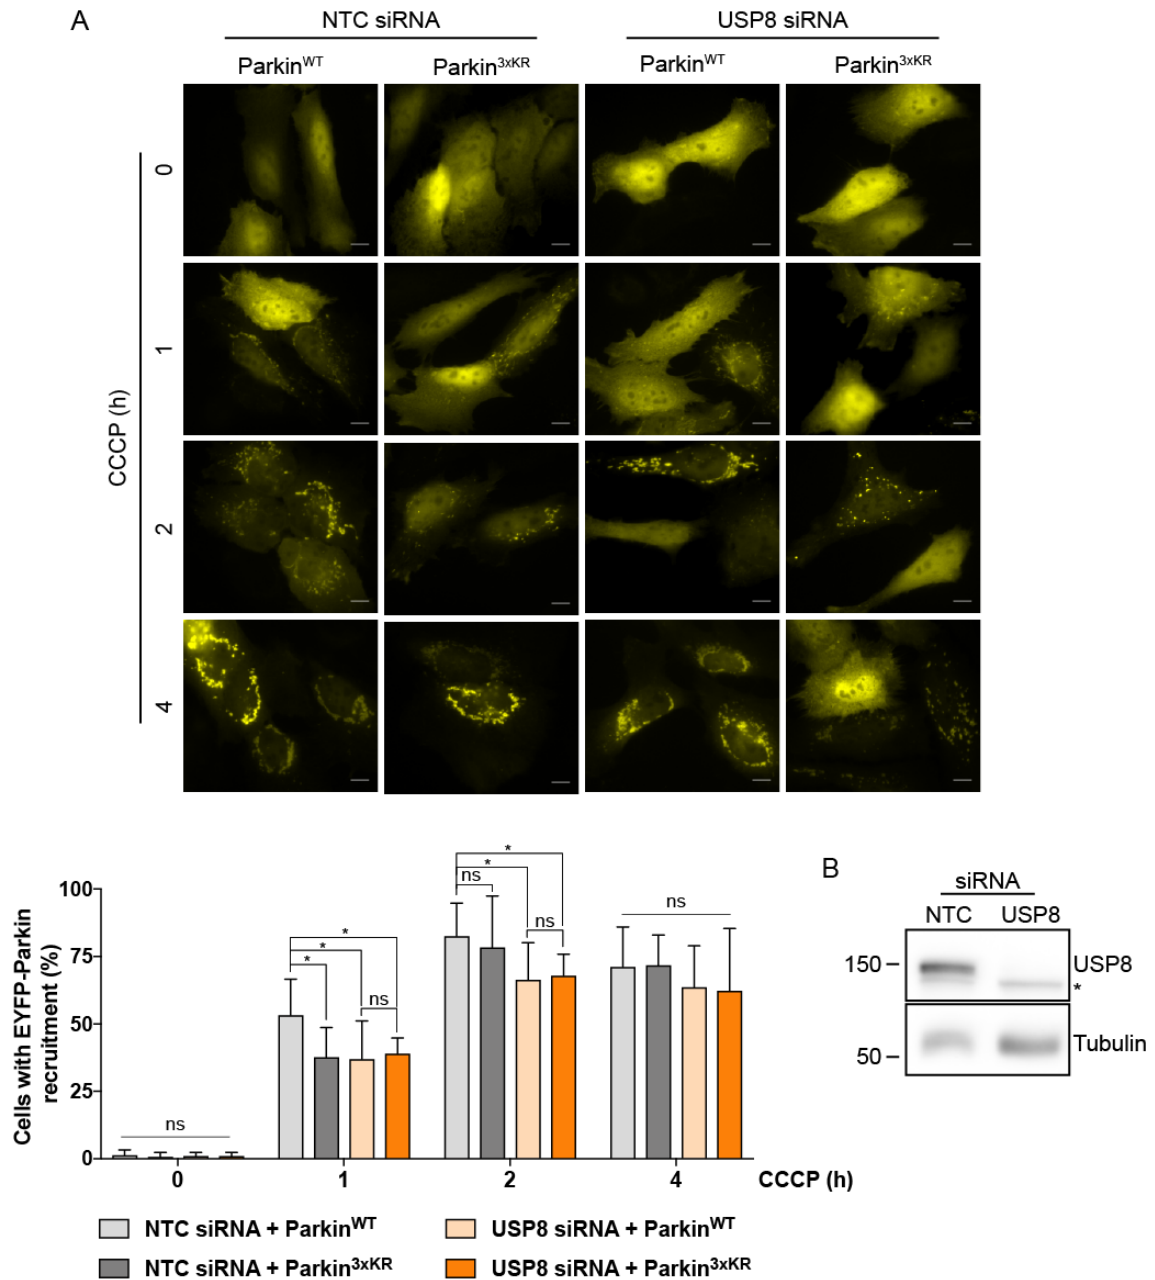 A
NTC siRNA
USP8 siRNA
Parkin^WT
Parkin^3xKR
Parkin^WT
Parkin^3xKR
CCCP (h)
0
1
2
4
Cells with EYFP-Parkin
recruitment (%)
100
75
50
25
0
ns
*
*
*
ns
*
*
ns
ns
ns
0
1
2
4
CCCP (h)
NTC siRNA + Parkin^WT
USP8 siRNA + Parkin^WT
NTC siRNA + Parkin^3xKR
USP8 siRNA + Parkin^3xKR
B
siRNA
NTC
USP8
150
USP8
*
50
Tubulin